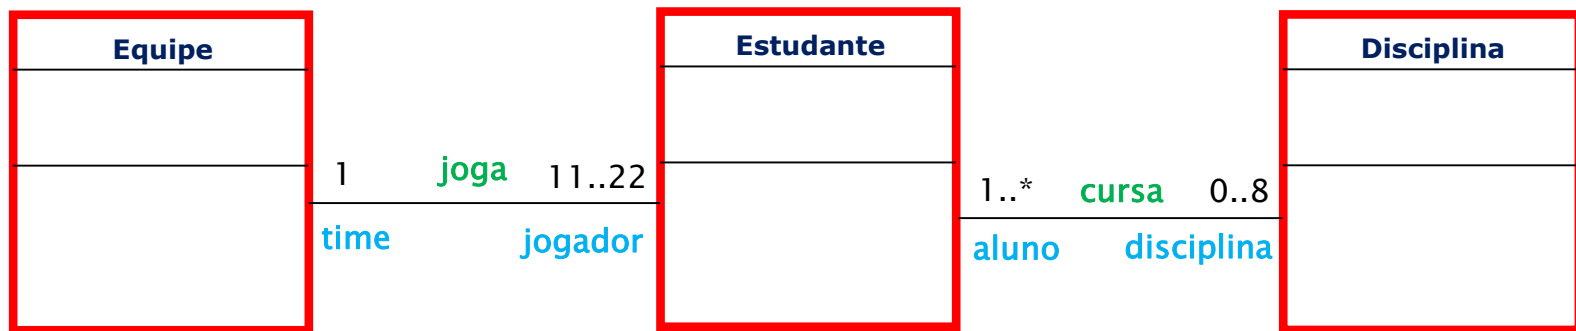 Equipe
Estudante
Disciplina
1 joga 11..22
time jogador
1..* cursa 0..8
aluno disciplina